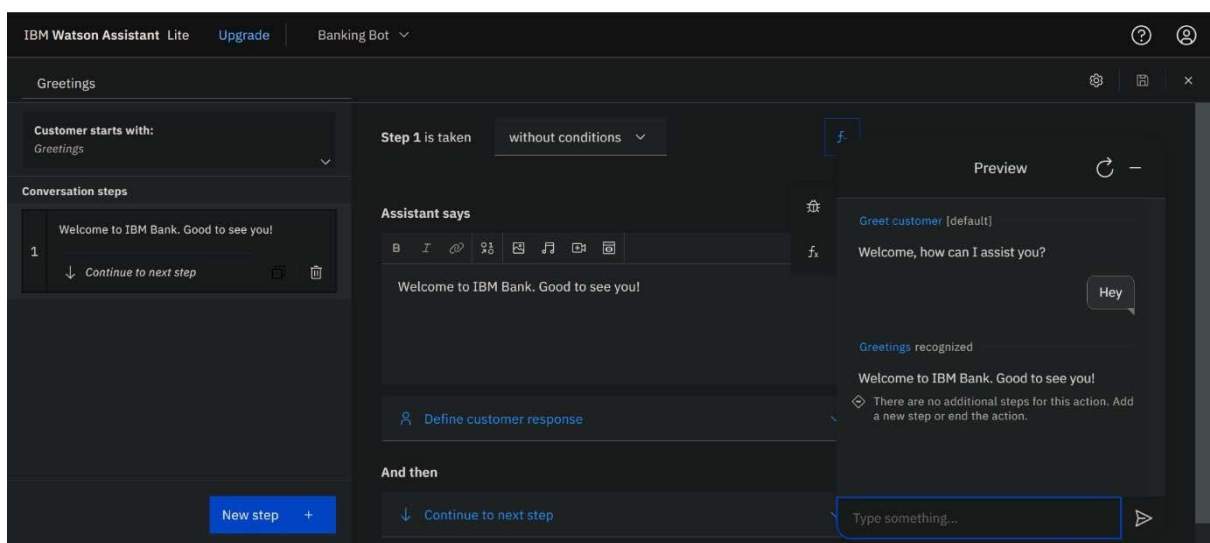 IBM Watson Assistant Lite Upgrade Banking Bot
Greetings
Customer starts with:
Greetings
Conversation steps
1
Welcome to IBM Bank. Good to see you!
Continue to next step
New step +
Step 1 is taken without conditions
Assistant says
B I
Welcome to IBM Bank. Good to see you!
Define customer response
And then
Continue to next step
fx
Preview
Greet customer [default]
Welcome, how can I assist you?
Hey
Greetings recognized
Welcome to IBM Bank. Good to see you!
There are no additional steps for this action. Add
a new step or end the action.
Type something...